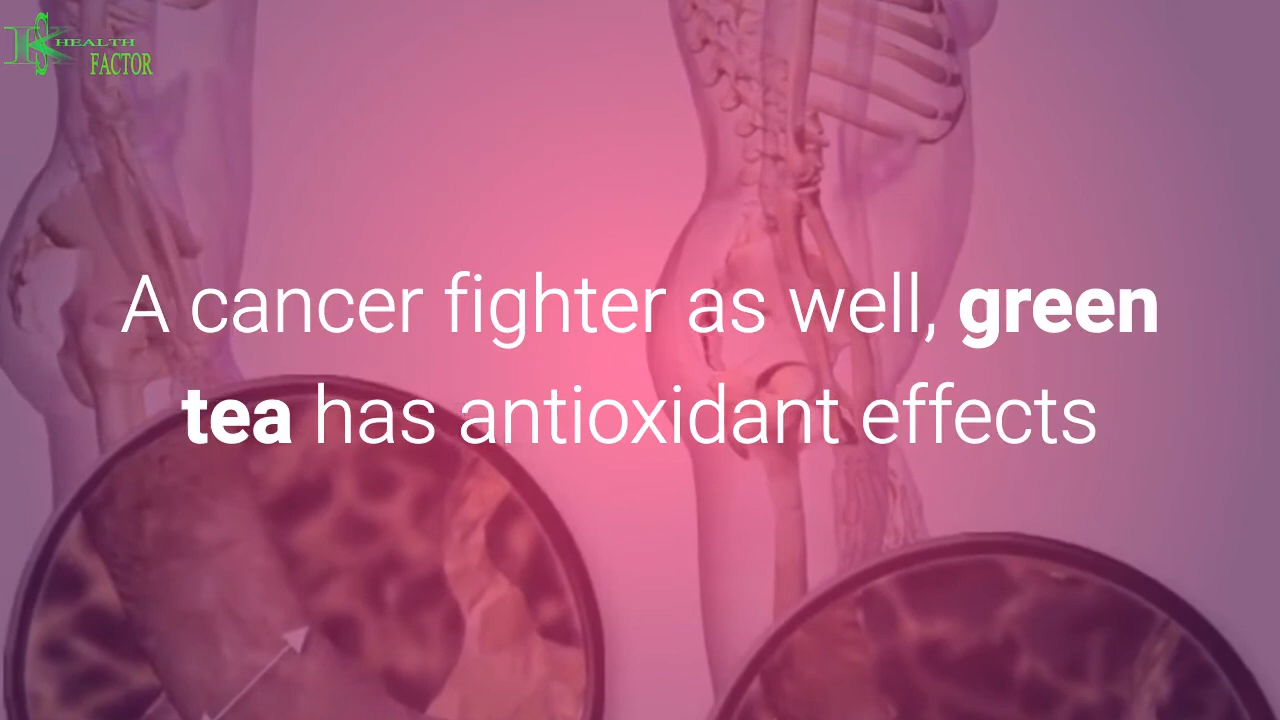 HEALTH
FACTOR
A cancer fighter as well, green
tea has antioxidant effects